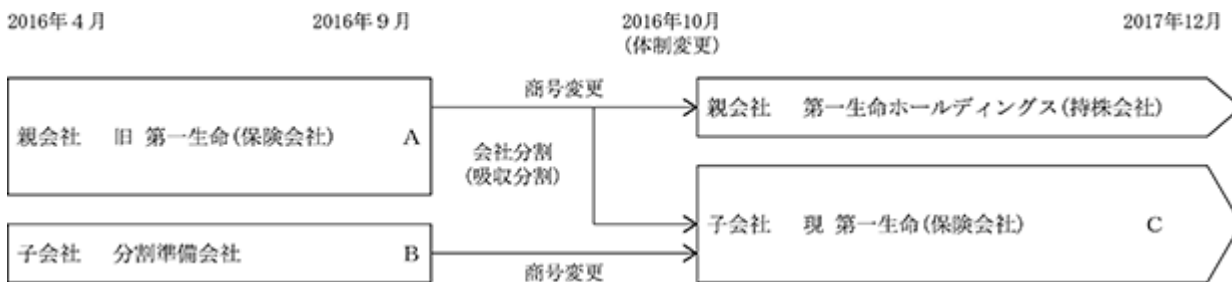 2016年4月 2016年9月 2016年10月 2017年12月
(体制変更)
商号変更
親会社 旧 第一生命(保険会社) A
会社分割
(吸収分割)
親会社 第一生命ホールディングス(持株会社)
子会社 現 第一生命(保険会社) C
子会社 分割準備会社 B
商号変更